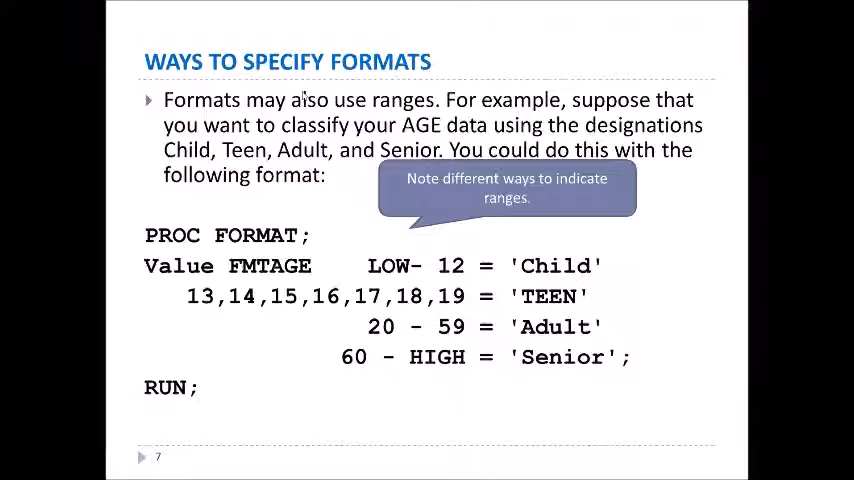 WAYS TO SPECIFY FORMATS
Formats may also use ranges. For example, suppose that
you want to classify your AGE data using the designations
Child, Teen, Adult, and Senior. You could do this with the
following format:
Note different ways to indicate
ranges.
PROC FORMAT;
Value FMTAGE    LOW- 12 = 'Child'
13,14,15,16,17,18,19 = 'TEEN'
20 - 59 = 'Adult'
60 - HIGH = 'Senior';
RUN;
7